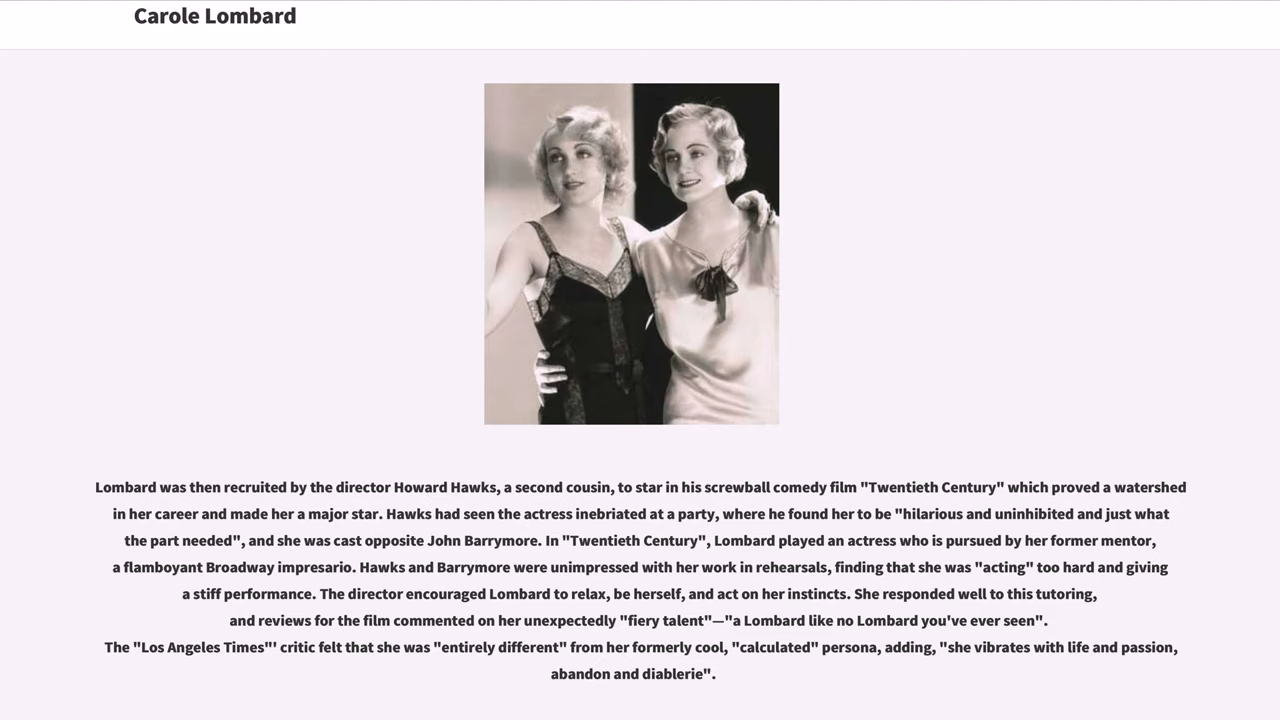 Carole Lombard
Lombard was then recruited by the director Howard Hawks, a second cousin, to star in his screwball comedy film "Twentieth Century" which proved a watershed
in her career and made her a major star. Hawks had seen the actress inebriated at a party, where he found her to be "hilarious and uninhibited and just what
the part needed", and she was cast opposite John Barrymore. In "Twentieth Century", Lombard played an actress who is pursued by her former mentor,
a flamboyant Broadway impresario. Hawks and Barrymore were unimpressed with her work in rehearsals, finding that she was "acting" too hard and giving
a stiff performance. The director encouraged Lombard to relax, be herself, and act on her instincts. She responded well to this tutoring,
and reviews for the film commented on her unexpectedly "fiery talent"—"a Lombard like no Lombard you've ever seen".
The "Los Angeles Times"' critic felt that she was "entirely different" from her formerly cool, "calculated" persona, adding, "she vibrates with life and passion,
abandon and diablerie".